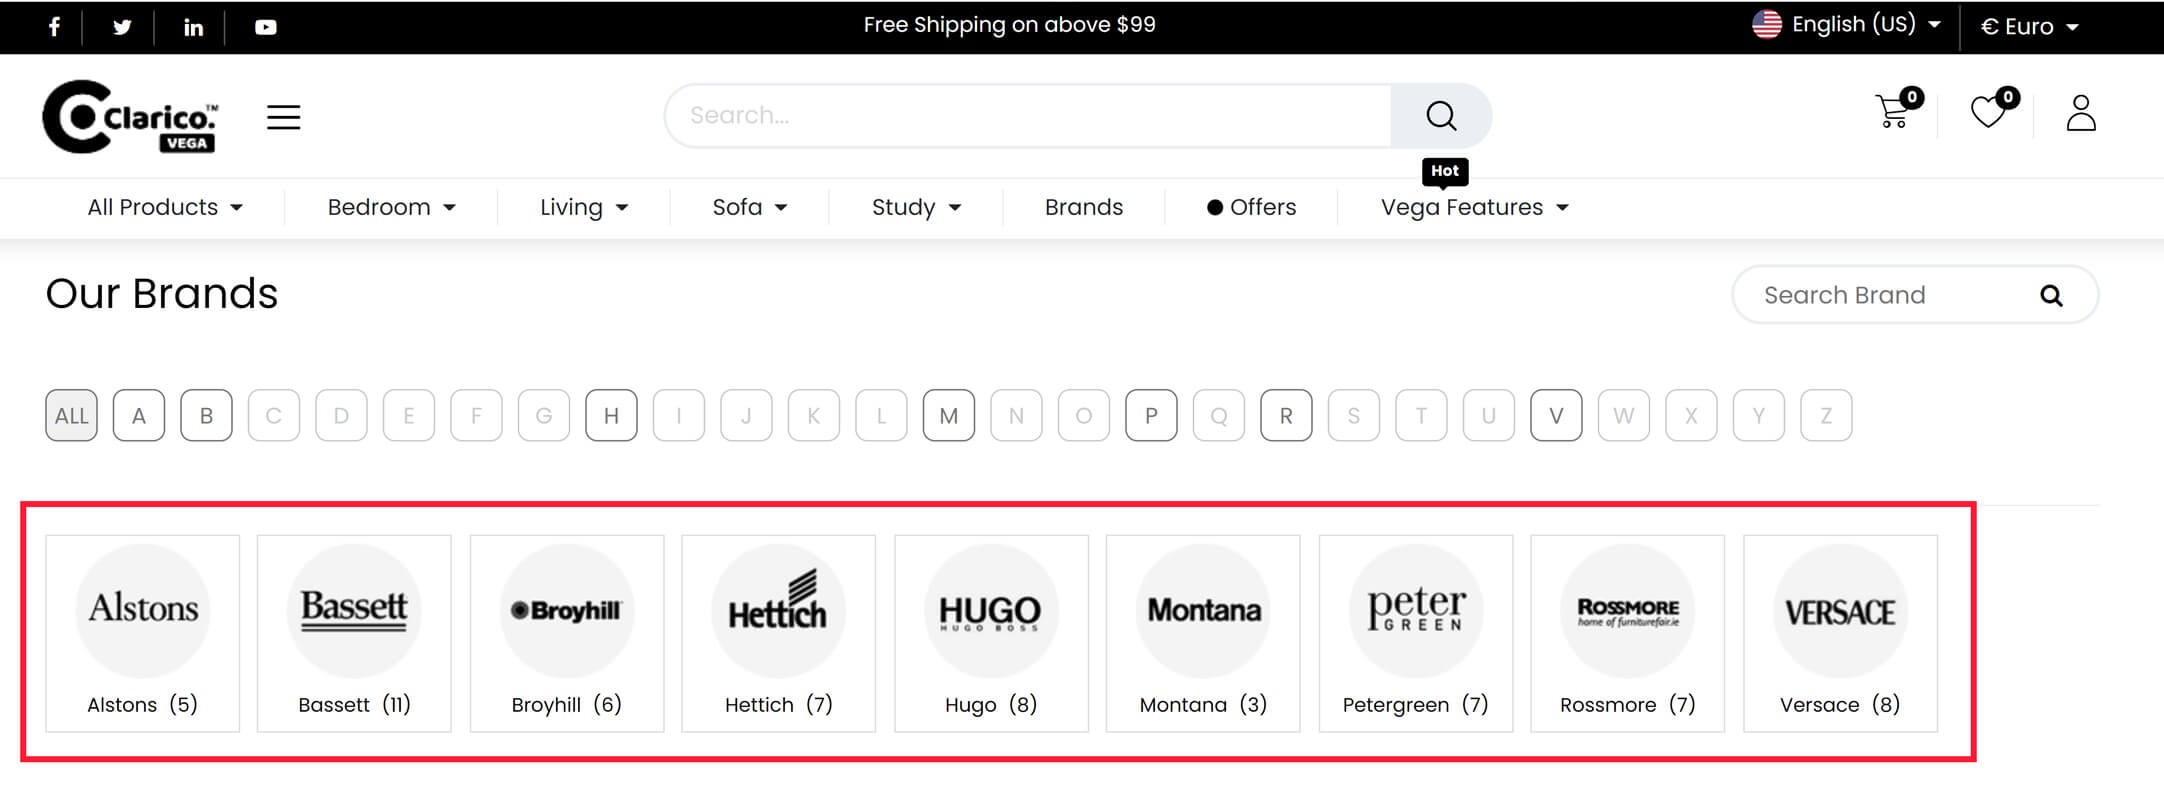 Free Shipping on above $99
English (US)
€ Euro
Clarico.™
VEGA
Search...
0
0
Hot
All Products
Bedroom
Living
Sofa
Study
Brands
Offers
Vega Features
Our Brands
Search Brand
ALL A B C D E F G H I J K L M N O P Q R S T U V W X Y Z
Alstons
Bassett
Broyhill
Hettich
HUGO
HUGO BOSS
Montana
peter
GREEN
ROSSMORE
home of furniturefair.ie
VERSACE
Alstons (5)
Bassett (11)
Broyhill (6)
Hettich (7)
Hugo (8)
Montana (3)
Petergreen (7)
Rossmore (7)
Versace (8)